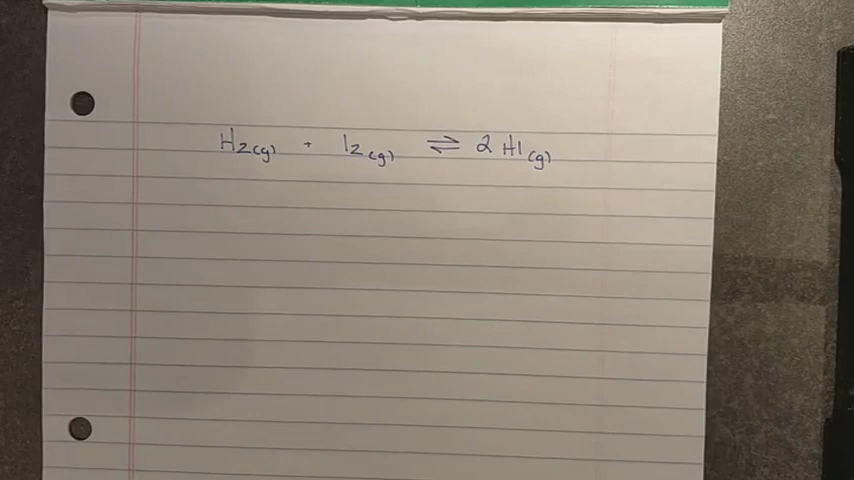 H2(g) + I2(g) ⇌ 2 HI(g)